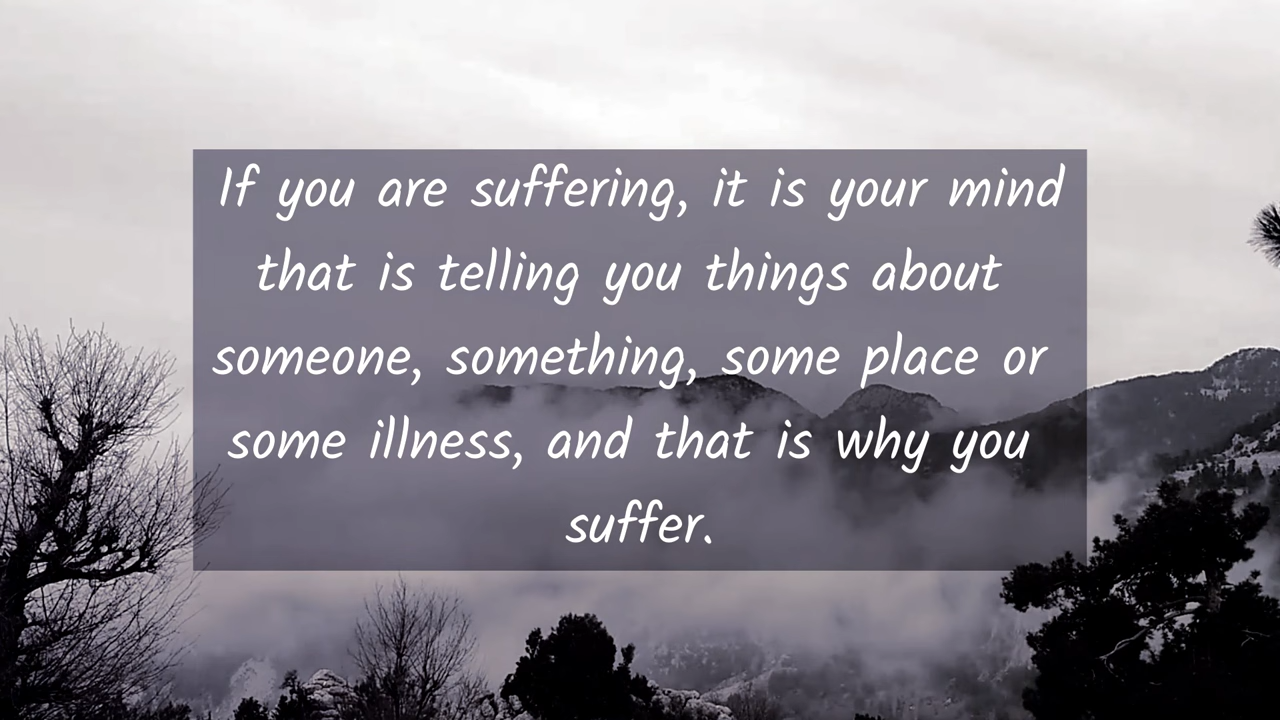 If you are suffering, it is your mind
that is telling you things about
someone, something, some place or
some illness, and that is why you
suffer.